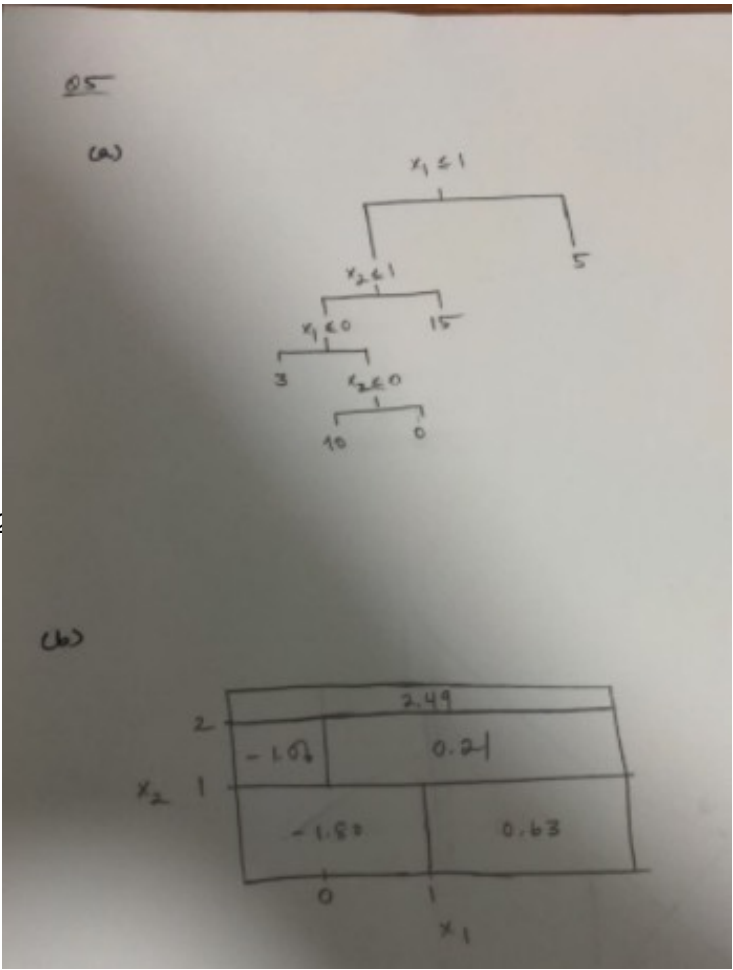 Q5
(a)
x₁ ≤ 1
5
x₂ ≤ 1
15
x₁ ≤ 0
3
x₂ ≤ 0
10 0
(b)
2.49
2
-1.06 0.21
x₂ 1
-1.80 0.63
0 1
x₁